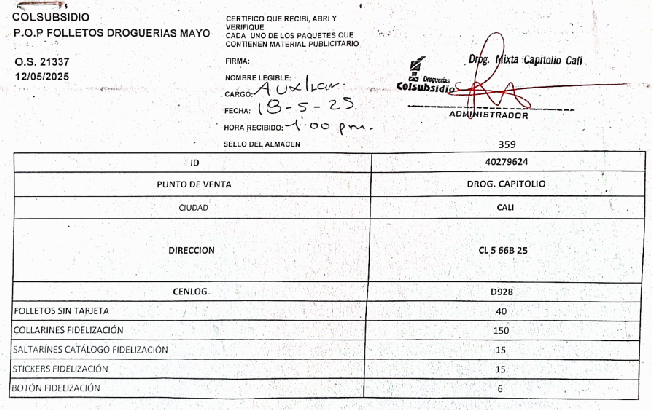 COLSUBSIDIO
P.O.P FOLLETOS DROGUERIAS MAYO
O.S. 21337
12/05/2025
CERTIFICO QUE RECIBI, ABRI Y
VERIFIQUE
CADA UNO DE LOS PAQUETES QUE
CONTIENEN MATERIAL PUBLICITARIO
FIRMA:
NOMBRE LEGIBLE:
CARGO: Auxiliar.
FECHA: 13-5-25
HORA RECIBIDO: 1:00 pm.
SELLO DEL ALMACEN
Drog. Mixta Capitolio Cali
Droguerías
Colsubsidio
ADMINISTRADOR
359
ID 40279624
PUNTO DE VENTA DROG. CAPITOLIO
CIUDAD CALI
DIRECCION CL 5 66B 25
CENLOG D928
FOLLETOS SIN TARJETA 40
COLLARINES FIDELIZACIÓN 150
SALTARINES CATÁLOGO FIDELIZACIÓN 15
STICKERS FIDELIZACIÓN 15
BOTÓN FIDELIZACIÓN 6